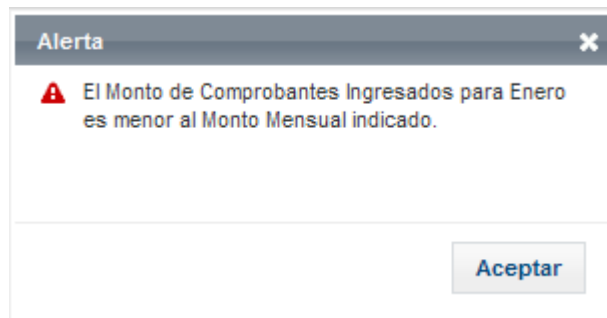 Alerta
El Monto de Comprobantes Ingresados para Enero
es menor al Monto Mensual indicado.
Aceptar